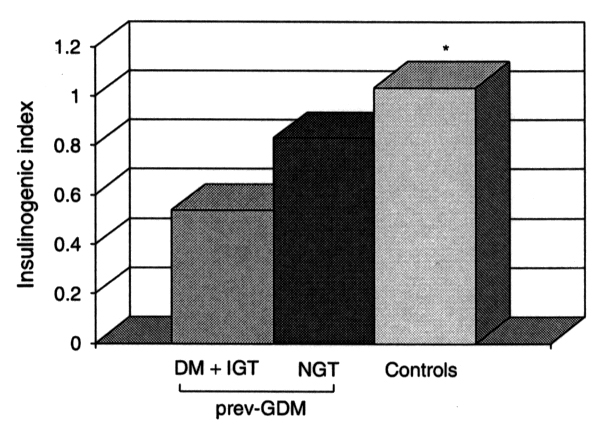 *
1.2
1
0.8
0.6
0.4
0.2
0
Insulinogenic index
DM + IGT NGT Controls
prev-GDM